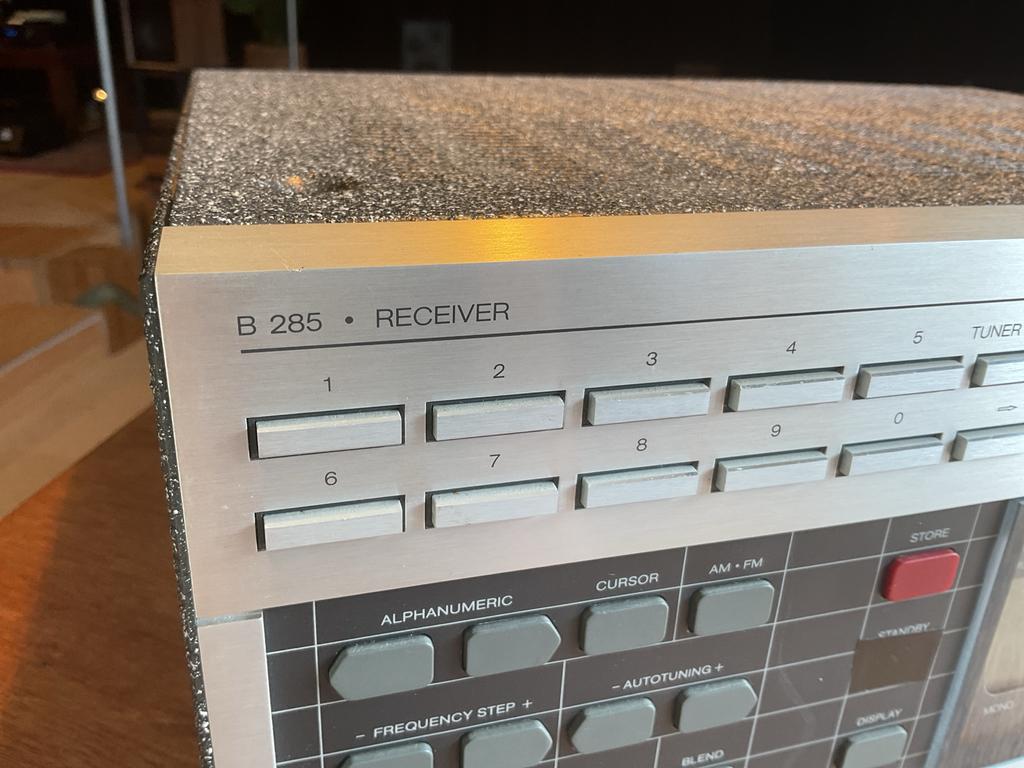 B 285 • RECEIVER
1 2 3 4 5 TUNER
6 7 8 9 0 ⇒
STORE
ALPHANUMERIC CURSOR AM • FM
STANDBY
- FREQUENCY STEP + - AUTOTUNING +
DISPLAY
BLEND
MONO